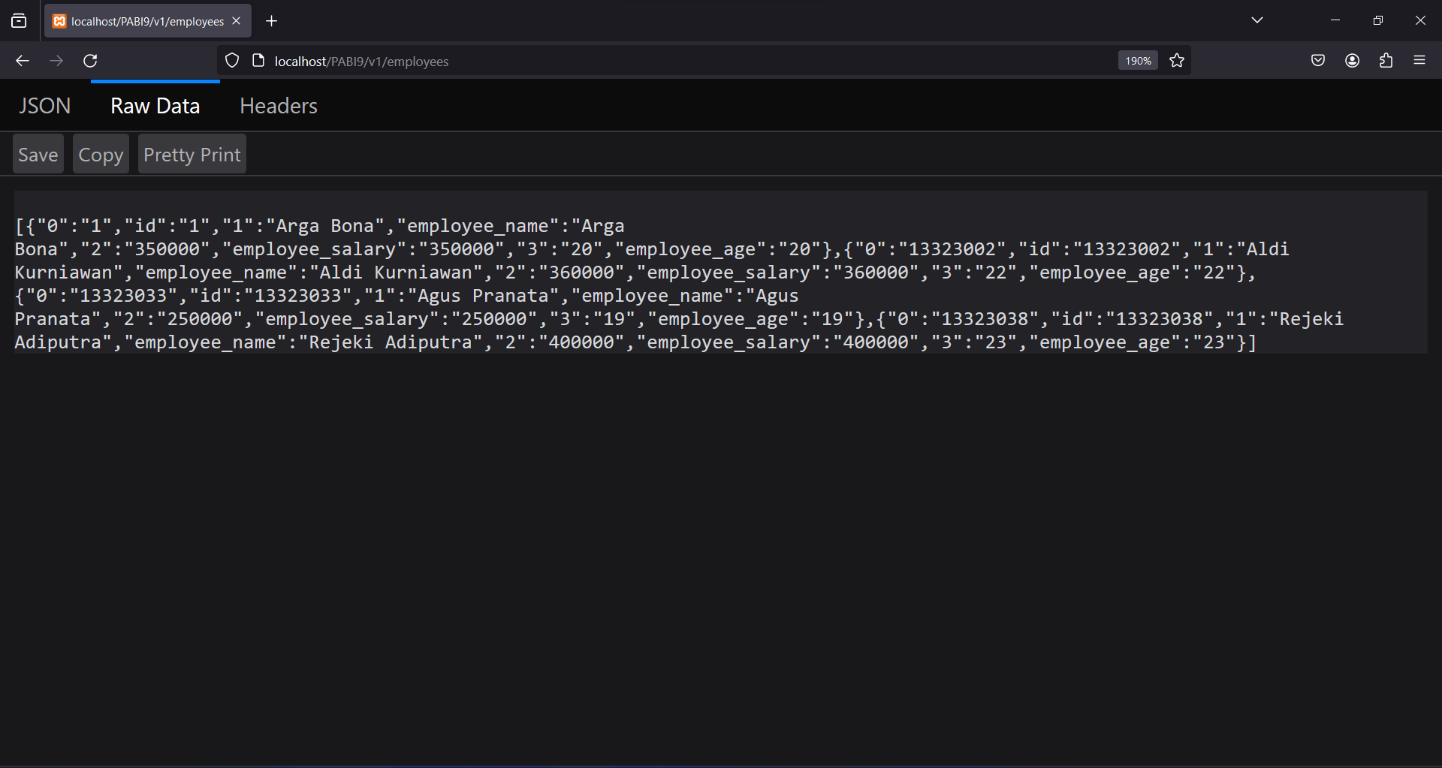 localhost/PABI9/v1/employees
localhost/PABI9/v1/employees
190%
JSON Raw Data Headers
Save Copy Pretty Print
[{"0":"1","id":"1","1":"Arga Bona","employee_name":"Arga
Bona","2":"350000","employee_salary":"350000","3":"20","employee_age":"20"},{"0":"13323002","id":"13323002","1":"Aldi
Kurniawan","employee_name":"Aldi Kurniawan","2":"360000","employee_salary":"360000","3":"22","employee_age":"22"},
{"0":"13323033","id":"13323033","1":"Agus Pranata","employee_name":"Agus
Pranata","2":"250000","employee_salary":"250000","3":"19","employee_age":"19"},{"0":"13323038","id":"13323038","1":"Rejeki
Adiputra","employee_name":"Rejeki Adiputra","2":"400000","employee_salary":"400000","3":"23","employee_age":"23"}]